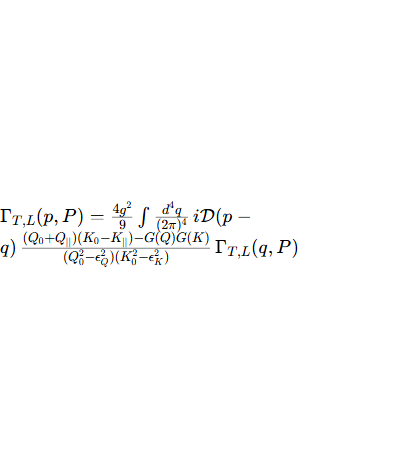 Γ_{T,L}(p, P) = \frac{4g^2}{9} ∫ \frac{d^4q}{(2π)^4} i𝒟(p −
q) \frac{(Q_0+Q_{||})(K_0−K_{||})−G(Q)G(K)}{(Q_0^2−ϵ_Q^2)(K_0^2−ϵ_K^2)} Γ_{T,L}(q, P)